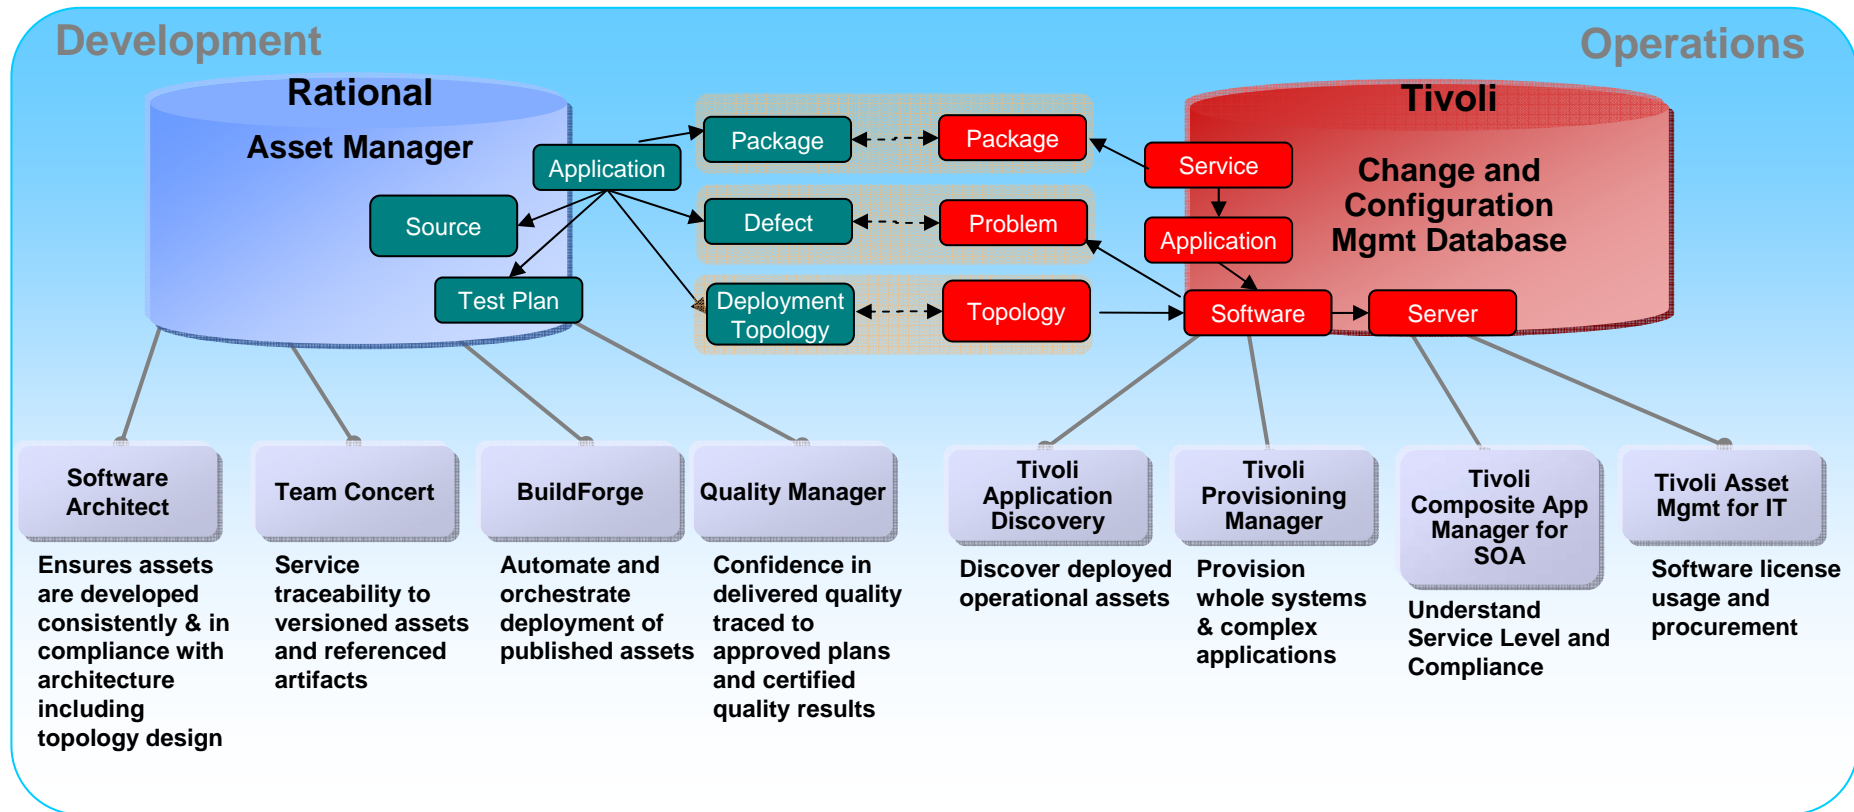 Development
Operations
Rational
Asset Manager
Application
Source
Test Plan
Package
Package
Defect
Problem
Deployment
Topology
Topology
Tivoli
Change and
Configuration
Mgmt Database
Service
Application
Software
Server
Software
Architect
Ensures assets
are developed
consistently & in
compliance with
architecture
including
topology design
Team Concert
Service
traceability to
versioned assets
and referenced
artifacts
BuildForge
Automate and
orchestrate
deployment of
published assets
Quality Manager
Confidence in
delivered quality
traced to
approved plans
and certified
quality results
Tivoli
Application
Discovery
Discover deployed
operational assets
Tivoli
Provisioning
Manager
Provision
whole systems
& complex
applications
Tivoli
Composite App
Manager for
SOA
Understand
Service Level and
Compliance
Tivoli Asset
Mgmt for IT
Software license
usage and
procurement